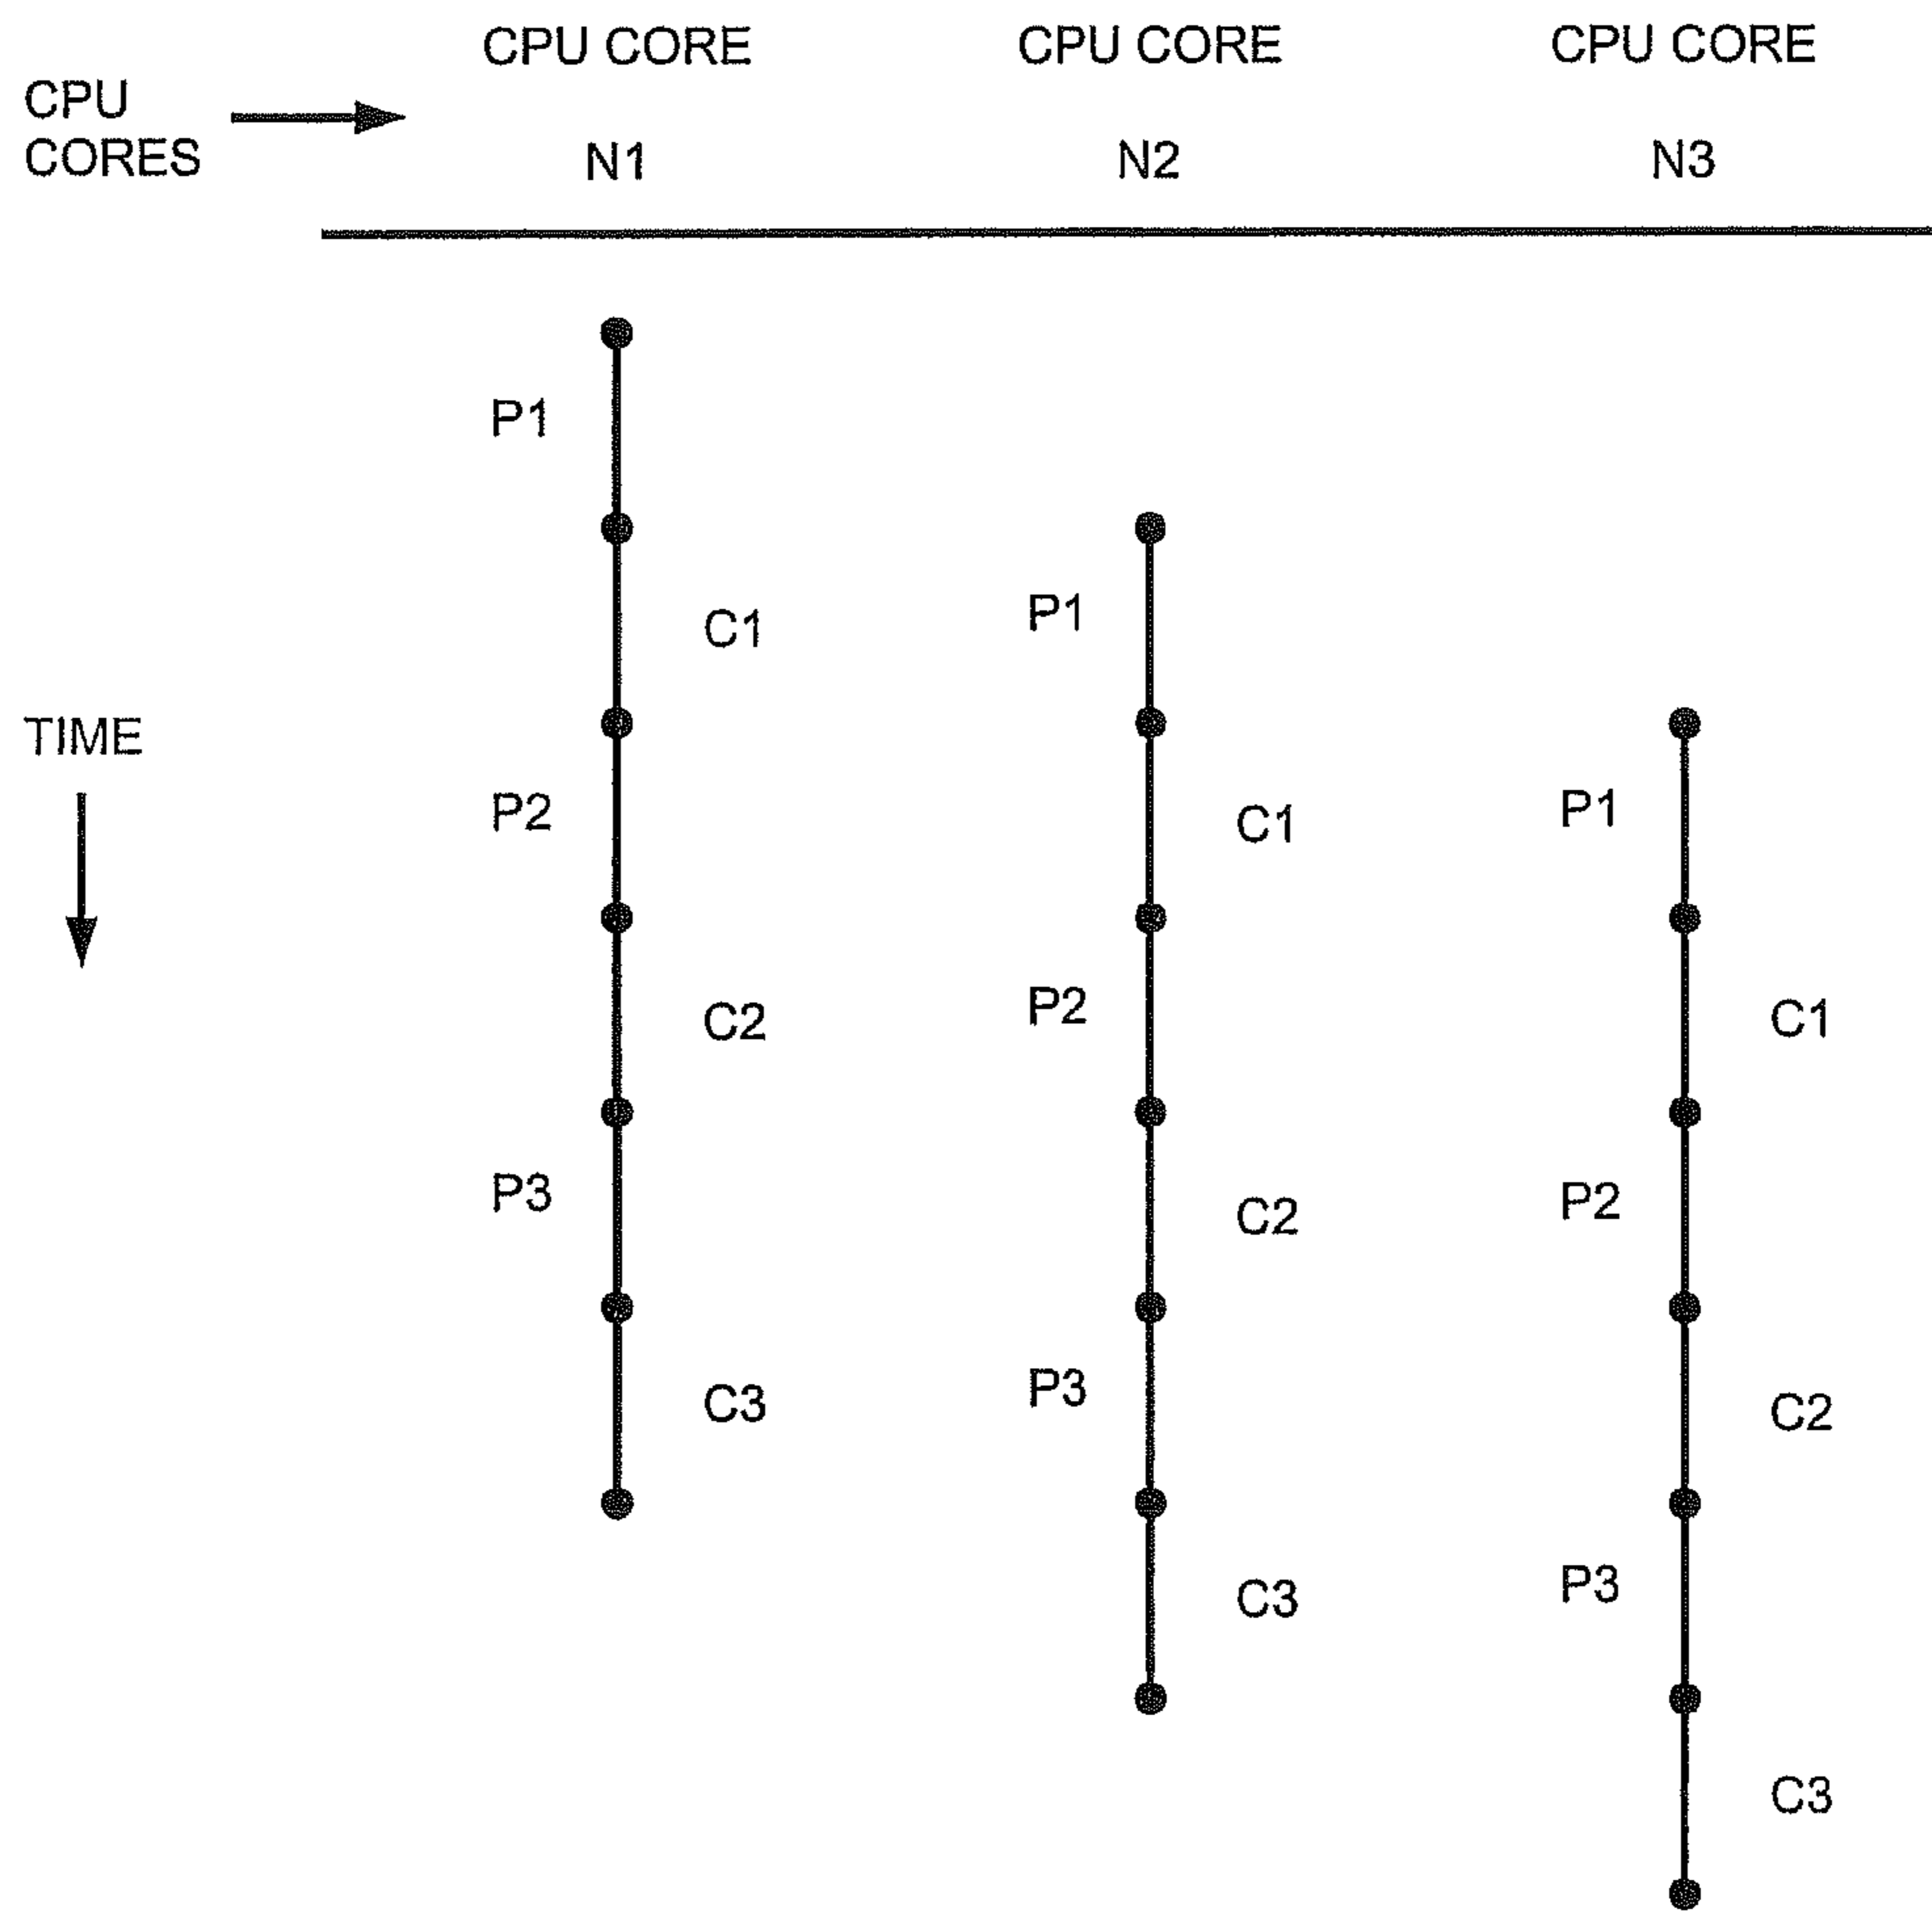 CPU CORES
CPU CORE
N1
CPU CORE
N2
CPU CORE
N3
TIME
P1
C1
P2
C2
P3
C3
P1
C1
P2
C2
P3
C3
P1
C1
P2
C2
P3
C3